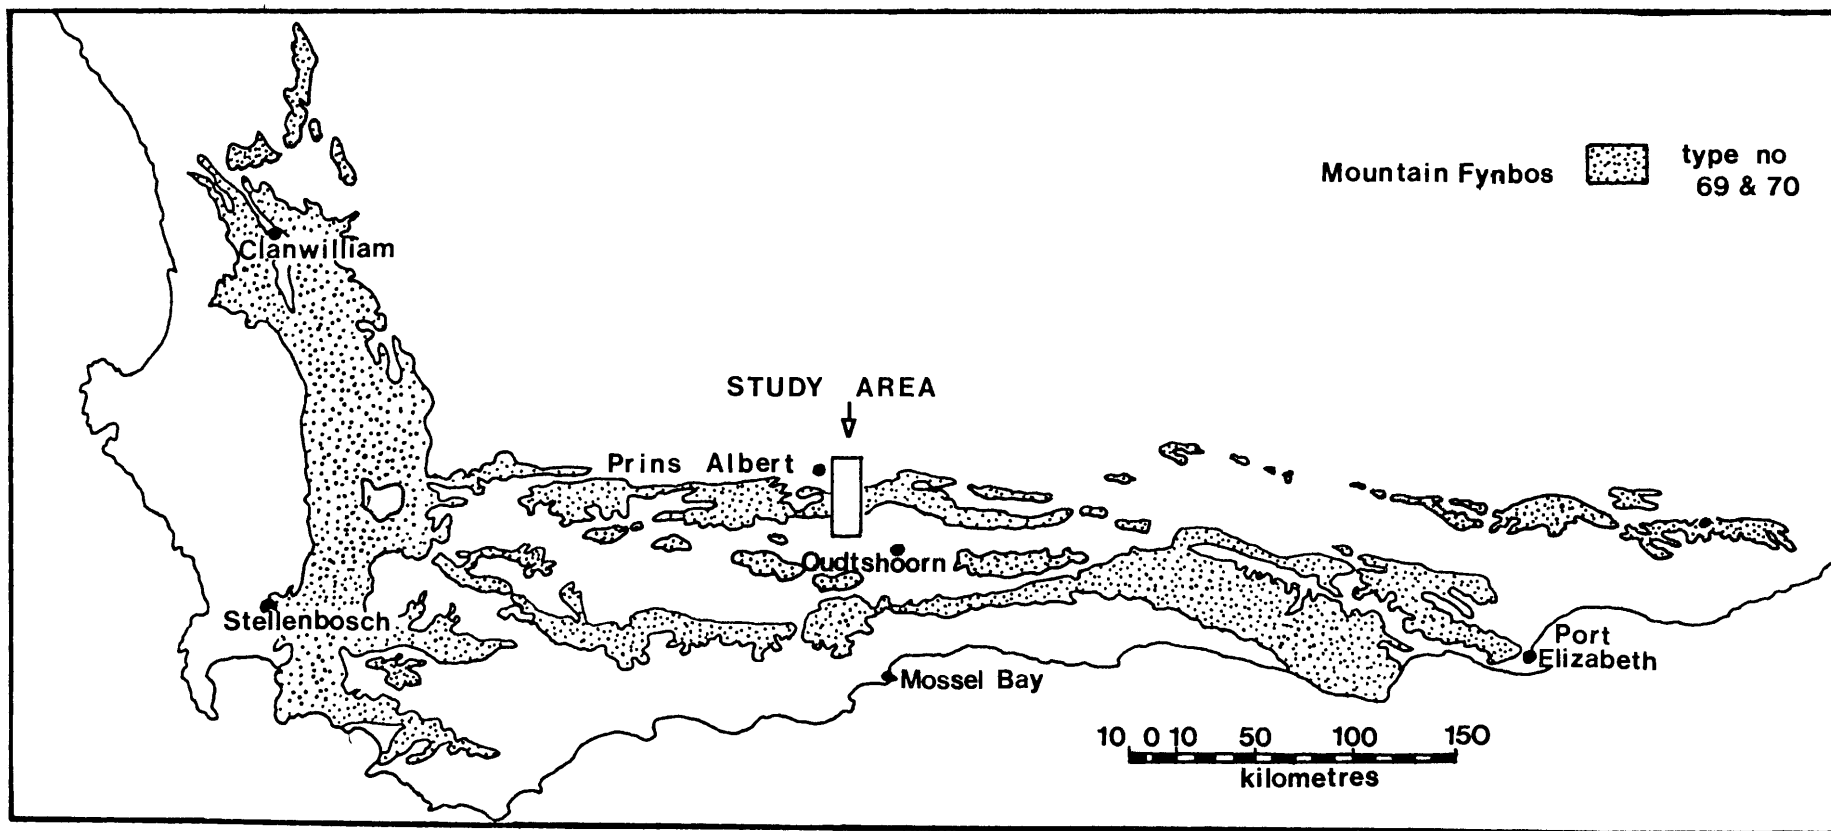 type no
Mountain Fynbos
69 & 70
Clanwilliam
STUDY AREA
Prins Albert
Oudtshoorn
Stellenbosch
Port
Elizabeth
Mossel Bay
10 0 10 50 100 150
kilometres